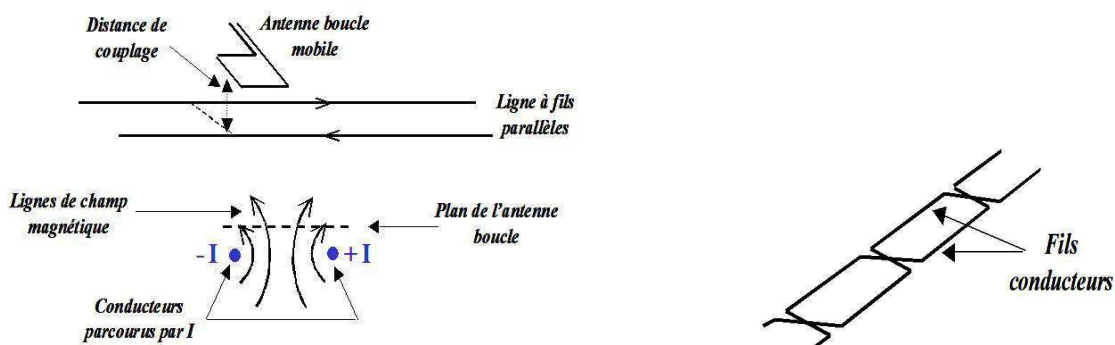 Distance de
couplage
Antenne boucle
mobile
Ligne à fils
parallèles
Lignes de champ
magnétique
Plan de l'antenne
boucle
-I
+I
Conducteurs
parcourus par I
Fils
conducteurs